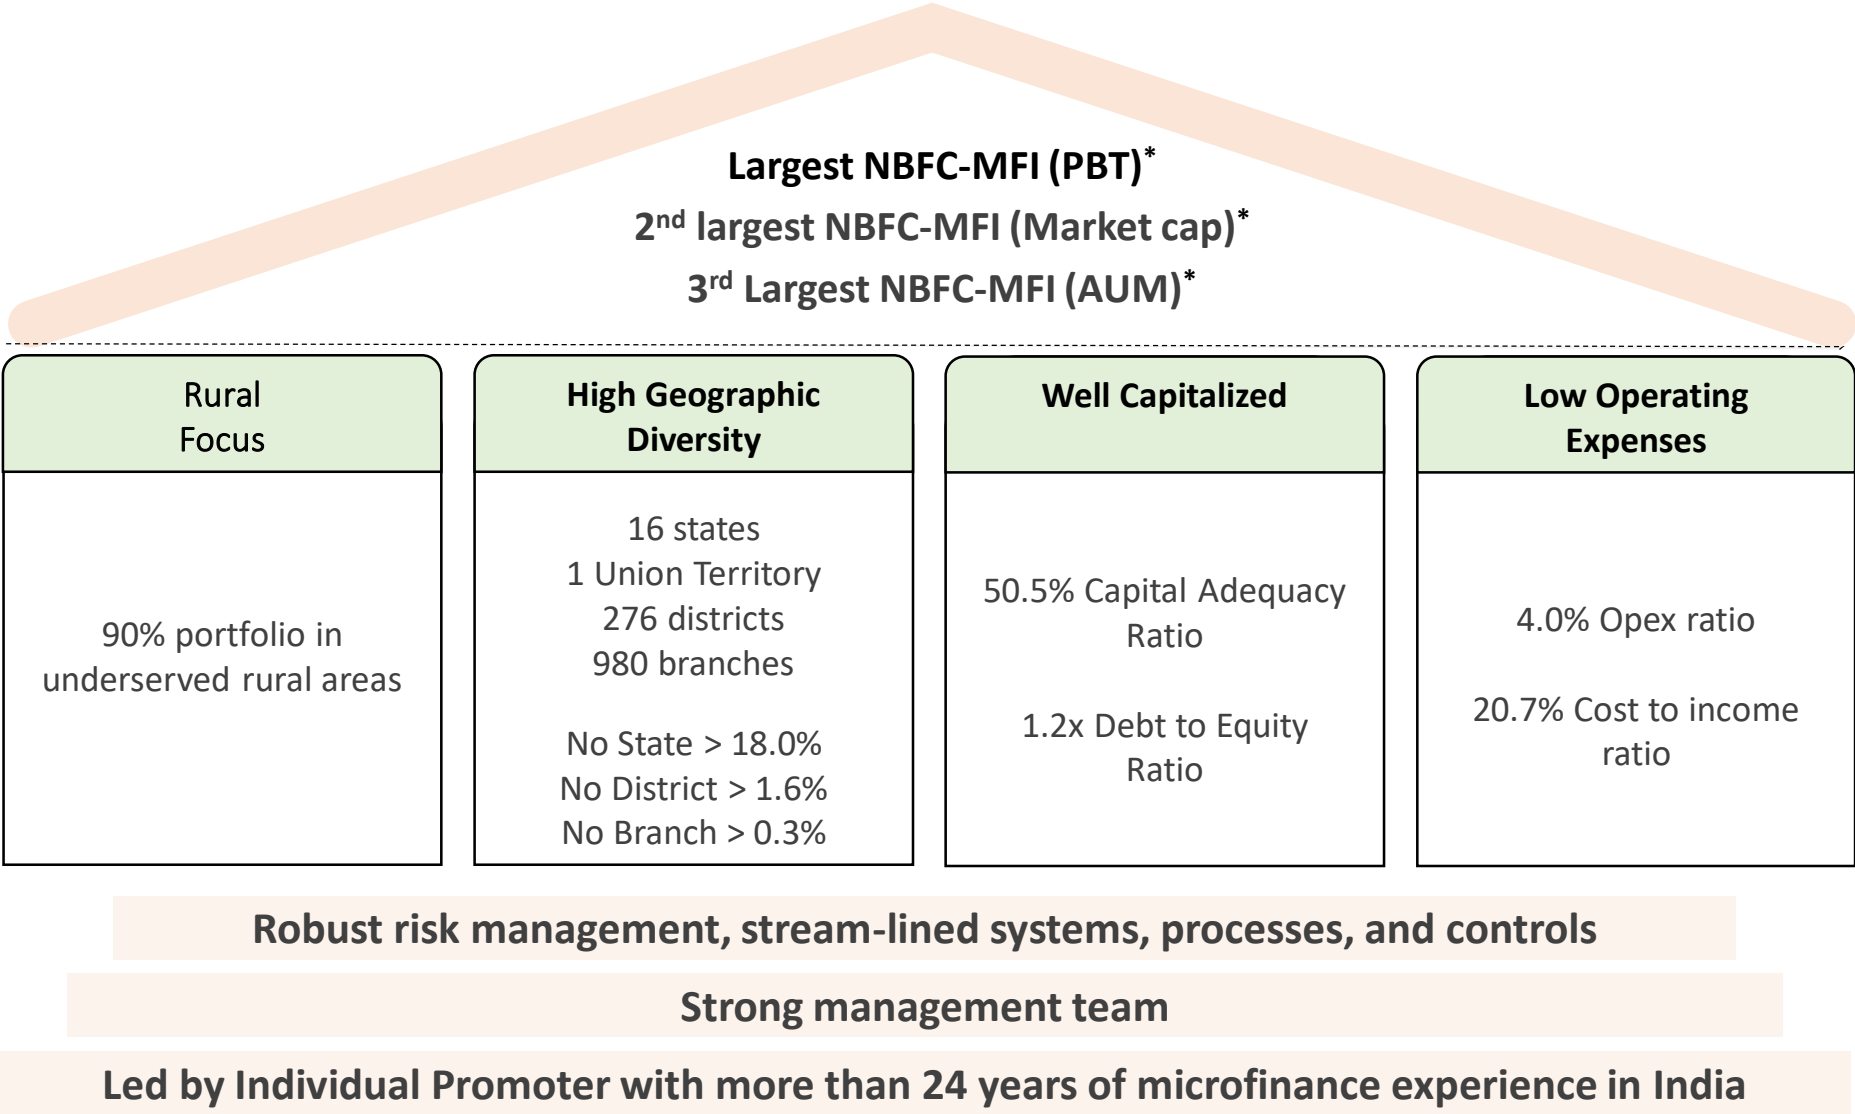 Largest NBFC-MFI (PBT)*
2nd largest NBFC-MFI (Market cap)*
3rd Largest NBFC-MFI (AUM)*
Rural
Focus
90% portfolio in
underserved rural areas
High Geographic
Diversity
16 states
1 Union Territory
276 districts
980 branches
No State > 18.0%
No District > 1.6%
No Branch > 0.3%
Well Capitalized
50.5% Capital Adequacy
Ratio
1.2x Debt to Equity
Ratio
Low Operating
Expenses
4.0% Opex ratio
20.7% Cost to income
ratio
Robust risk management, stream-lined systems, processes, and controls
Strong management team
Led by Individual Promoter with more than 24 years of microfinance experience in India